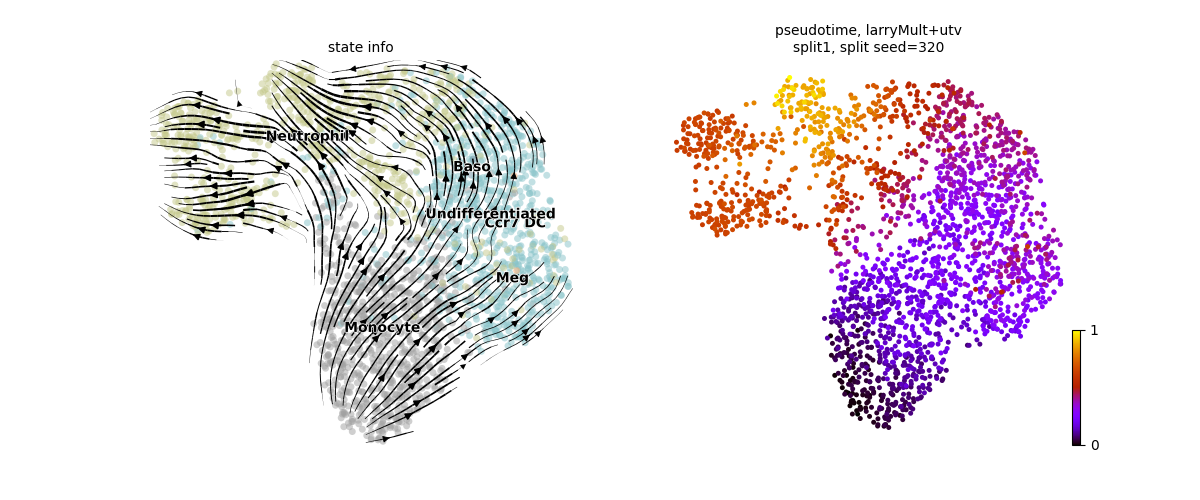 state info
Neutrophil
Baso
Undifferentiated
Ccr7 DC
Meg
Monocyte
pseudotime, larryMult+utv
split1, split seed=320
1
0